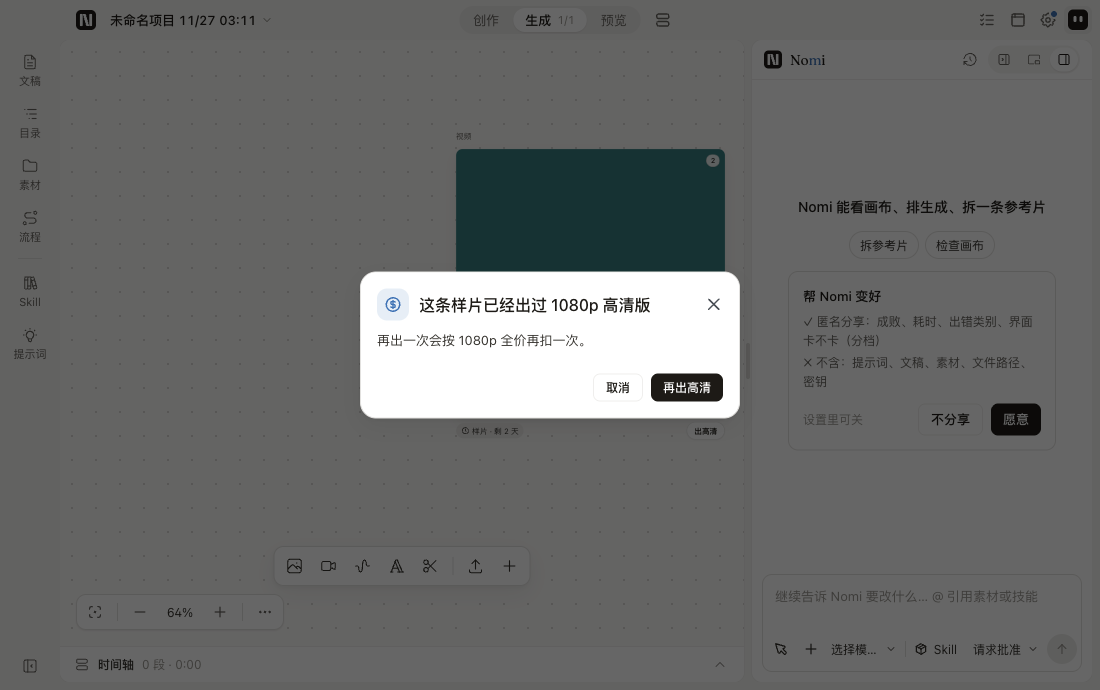 未命名项目 11/27 03:11
创作
生成 1/1
预览
文稿
目录
素材
流程
Skill
提示词
视频
2
这条样片已经出过 1080p 高清版
再出一次会按 1080p 全价再扣一次。
取消
再出高清
样片 · 剩 2 天
出高清
64%
时间轴 0 段 · 0:00
Nomi
Nomi 能看画布、排生成、拆一条参考片
拆参考片
检查画布
帮 Nomi 变好
✓ 匿名分享：成败、耗时、出错类别、界面
卡不卡（分档）
✕ 不含：提示词、文稿、素材、文件路径、
密钥
设置里可关
不分享
愿意
继续告诉 Nomi 要改什么... @ 引用素材或技能
选择模...
Skill
请求批准